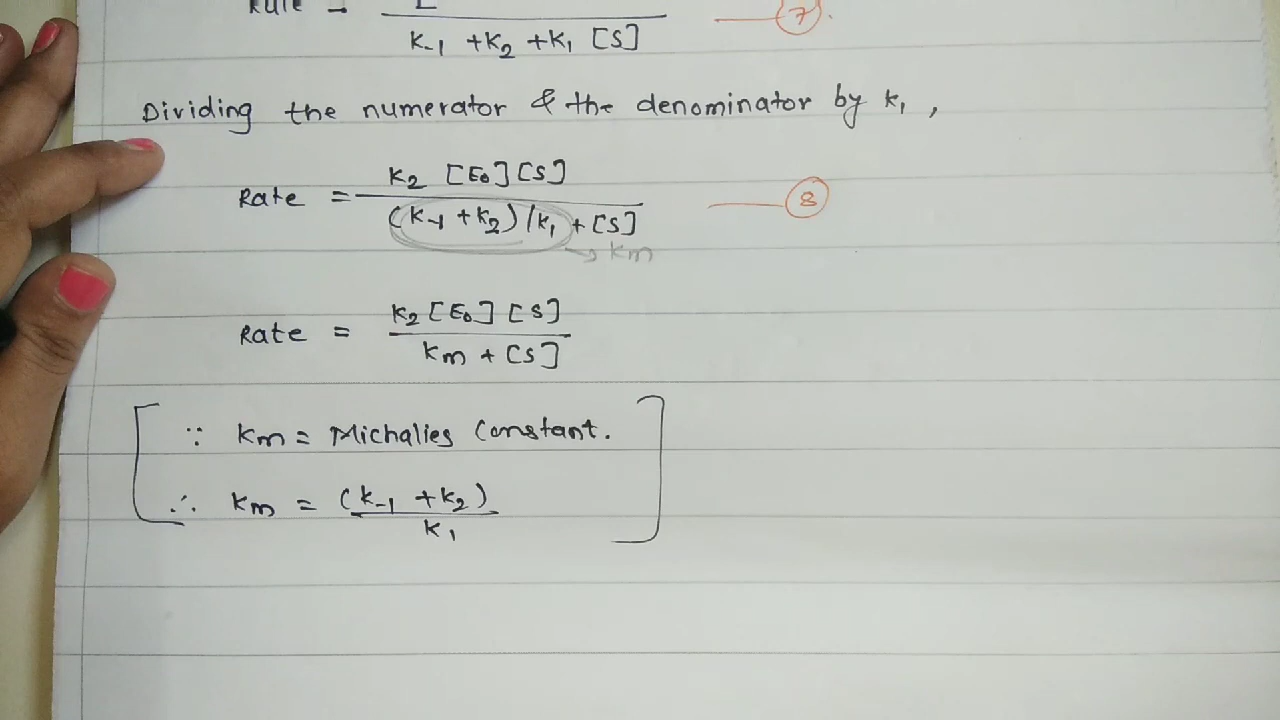 Rate =
k-1 + k2 + k1 [S] (7).
Dividing the numerator & the denominator by k1,
Rate = k2 [E0] [S] / (k-1 + k2) / k1 + [S] (8)
→ km
Rate = k2 [E0] [S] / km + [S]
∵ km = Michalies Constant.
∴ km = (k-1 + k2) / k1